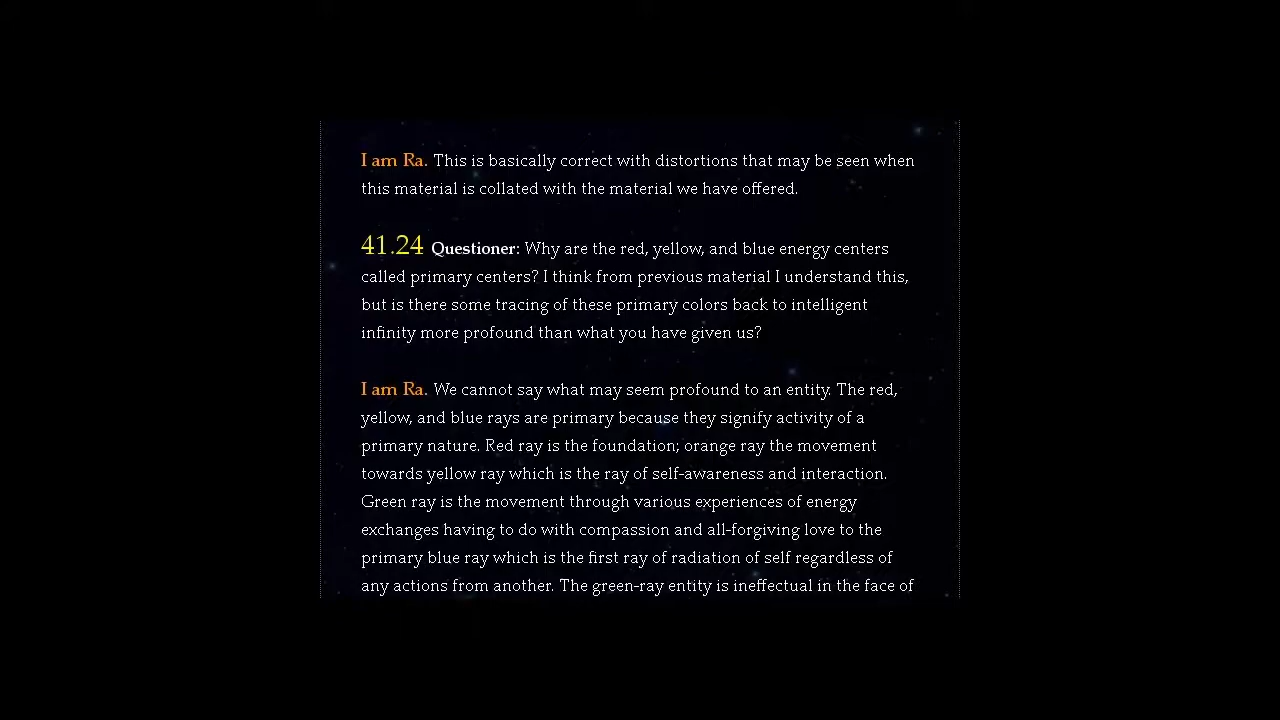 I am Ra. This is basically correct with distortions that may be seen when
this material is collated with the material we have offered.
41.24 Questioner: Why are the red, yellow, and blue energy centers
called primary centers? I think from previous material I understand this,
but is there some tracing of these primary colors back to intelligent
infinity more profound than what you have given us?
I am Ra. We cannot say what may seem profound to an entity. The red,
yellow, and blue rays are primary because they signify activity of a
primary nature. Red ray is the foundation; orange ray the movement
towards yellow ray which is the ray of self-awareness and interaction.
Green ray is the movement through various experiences of energy
exchanges having to do with compassion and all-forgiving love to the
primary blue ray which is the first ray of radiation of self regardless of
any actions from another. The green-ray entity is ineffectual in the face of